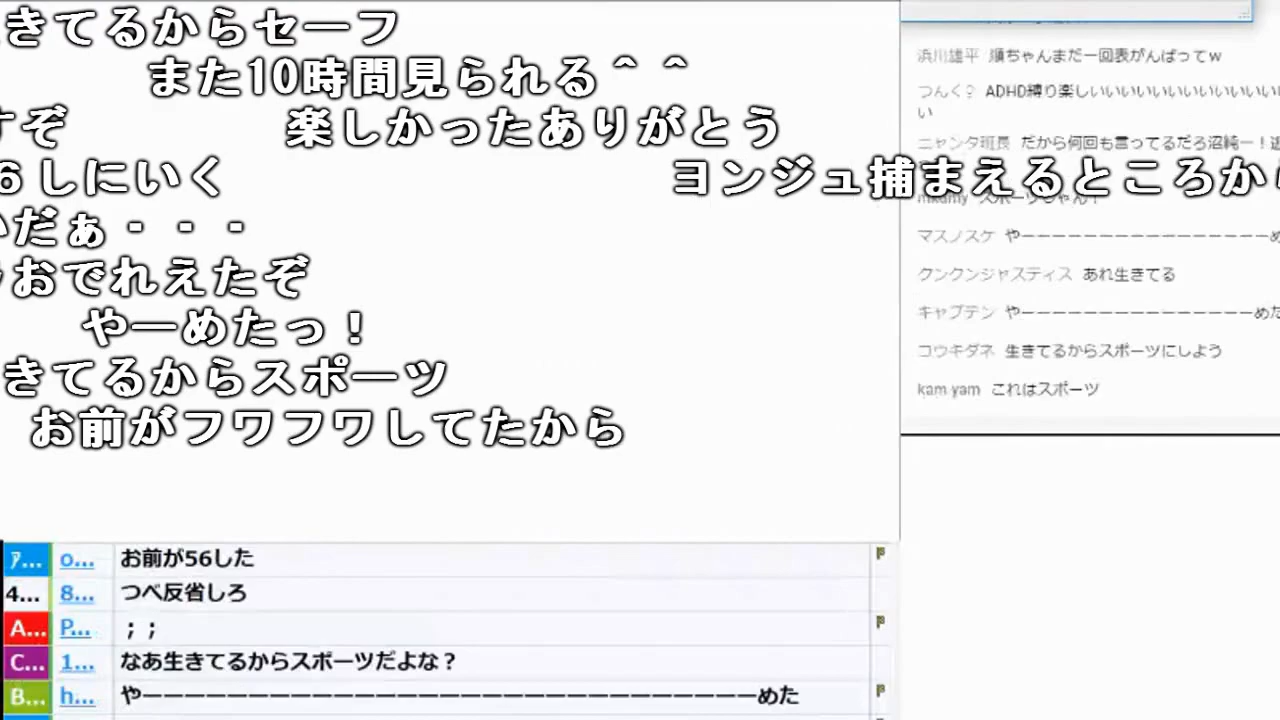 きてるからセーフ
また10時間見られる＾＾
すぞ
楽しかったありがとう
6しにいく
ヨンジュ捕まえるところから
だぁ・・・
おでれえたぞ
やーめたっ！
きてるからスポーツ
お前がフワフワしてたから
浜川雄平 順ちゃんまだ一回表がんばってw
つんく? ADHD縛り楽しいいいいいいいいいいいいい
い
ニャンタ班長 だから何回も言ってるだろ沼純一！逃
マスノスケ やーーーーーーーーーーーーーーーーめ
クンクンジャスティス あれ生きてる
キャプテン やーーーーーーーーーーーーーーーめた
コウキダネ 生きてるからスポーツにしよう
kam yam これはスポーツ
ｱ... o... お前が56した
4... 8... つべ反省しろ
A... P... ；；
C... 1... なあ生きてるからスポーツだよな？
B... h... やーーーーーーーーーーーーーーーーーーーーーーーーーーーめた